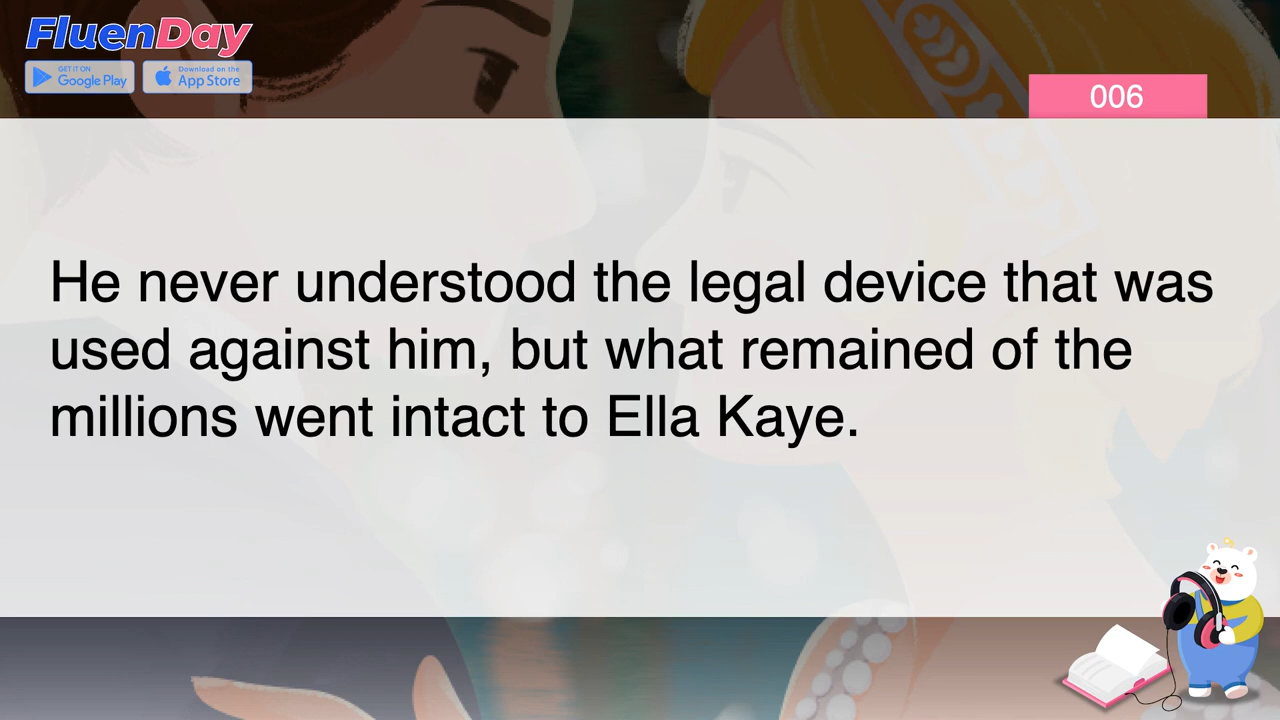 FluenDay
GET IT ON
Google Play
Download on the
App Store
006
He never understood the legal device that was
used against him, but what remained of the
millions went intact to Ella Kaye.